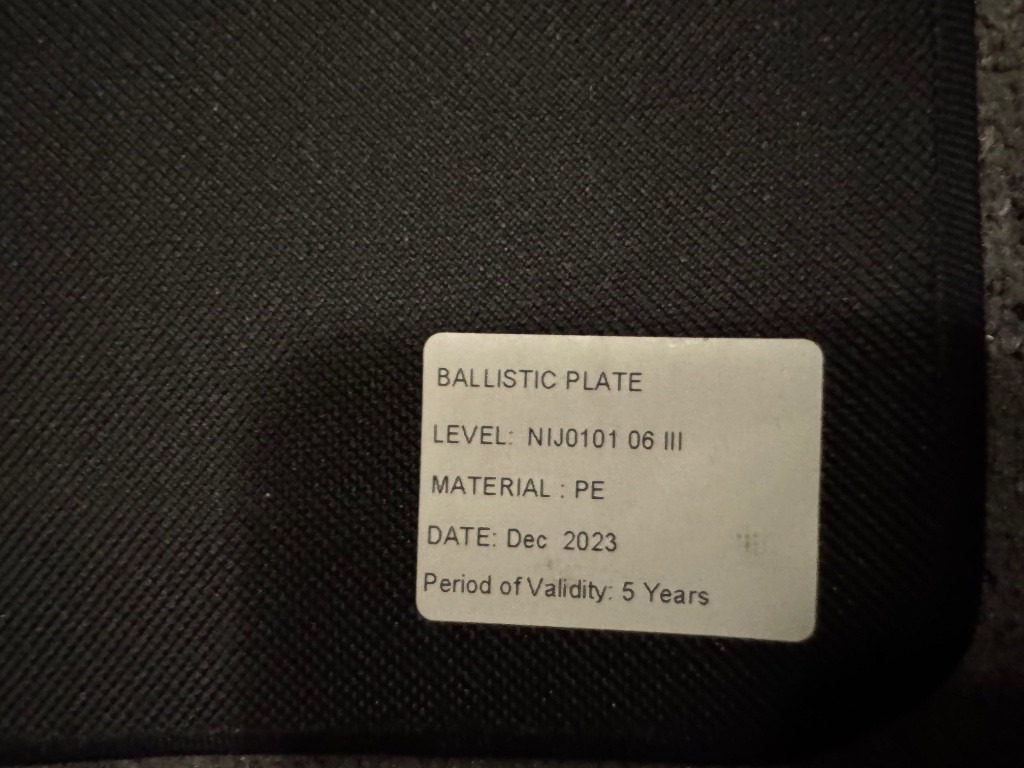 BALLISTIC PLATE
LEVEL: NIJ0101 06 III
MATERIAL : PE
DATE: Dec 2023
Period of Validity: 5 Years